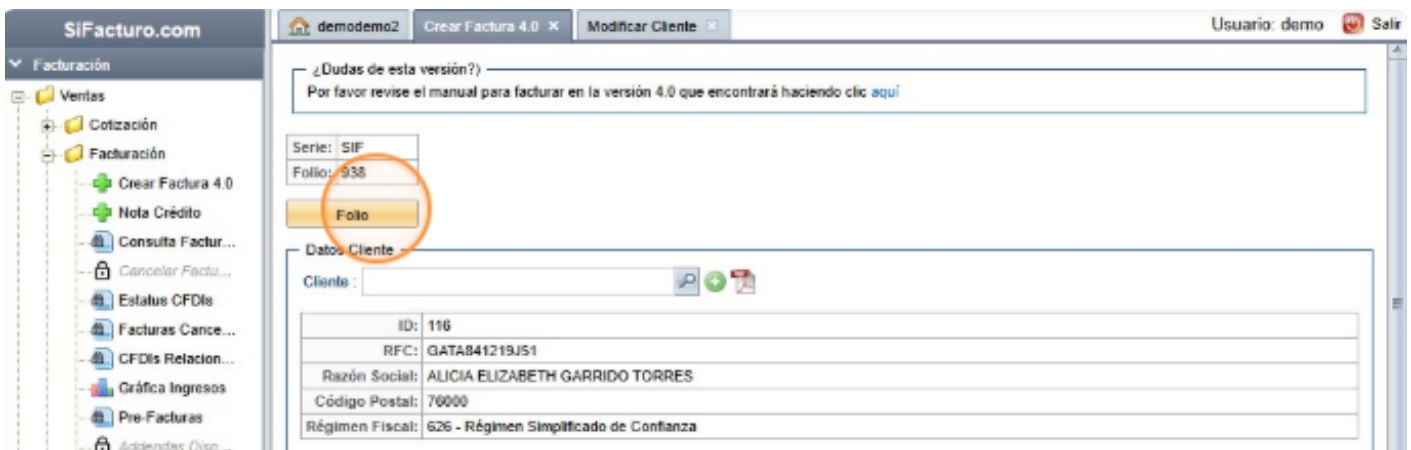 SiFacturo.com
demodemo2
Crear Factura 4.0
Modificar Cliente
Usuario: demo
Salir
Facturación
Ventas
Cotización
Facturación
Crear Factura 4.0
Nota Crédito
Consulta Factur...
Cancelar Factu...
Estatus CFDIs
Facturas Cance...
CFDIs Relacion...
Gráfica Ingresos
Pre-Facturas
Addendas Disp...
¿Dudas de esta versión?)
Por favor revise el manual para facturar en la versión 4.0 que encontrará haciendo clic aquí
Serie: SIF
Folio: 938
Folio
Datos Cliente
Cliente :
ID: 116
RFC: GATA841219J51
Razón Social: ALICIA ELIZABETH GARRIDO TORRES
Código Postal: 76000
Régimen Fiscal: 626 - Régimen Simplificado de Confianza